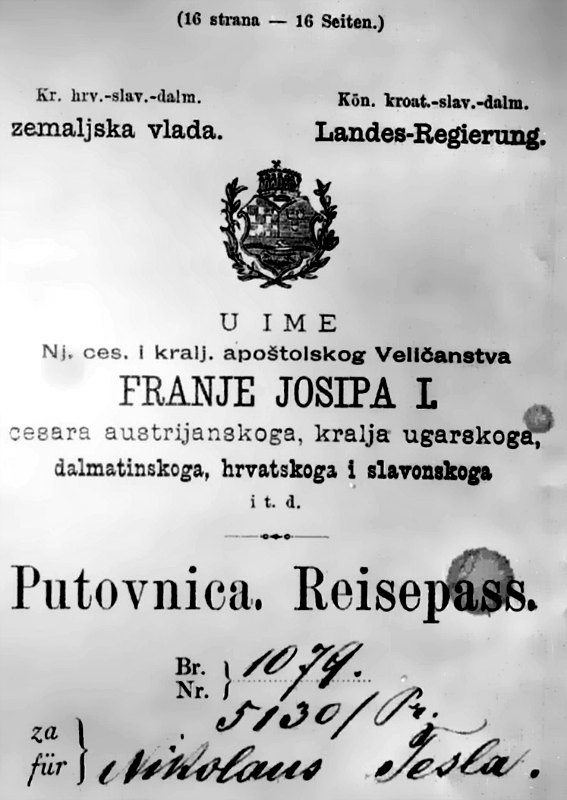 (16 strana — 16 Seiten.)
Kr. hrv.-slav.-dalm.
zemaljska vlada.
Kön. kroat.-slav.-dalm.
Landes-Regierung.
U IME
Nj. ces. i kralj. apoštolskog Veličanstva
FRANJE JOSIPA I.
cesara austrijanskoga, kralja ugarskoga,
dalmatinskoga, hrvatskoga i slavonskoga
i t. d.
Putovnica. Reisepass.
Br. 1079.
Nr.
5130/Pr.
za
für
Nikolaus Tesla.